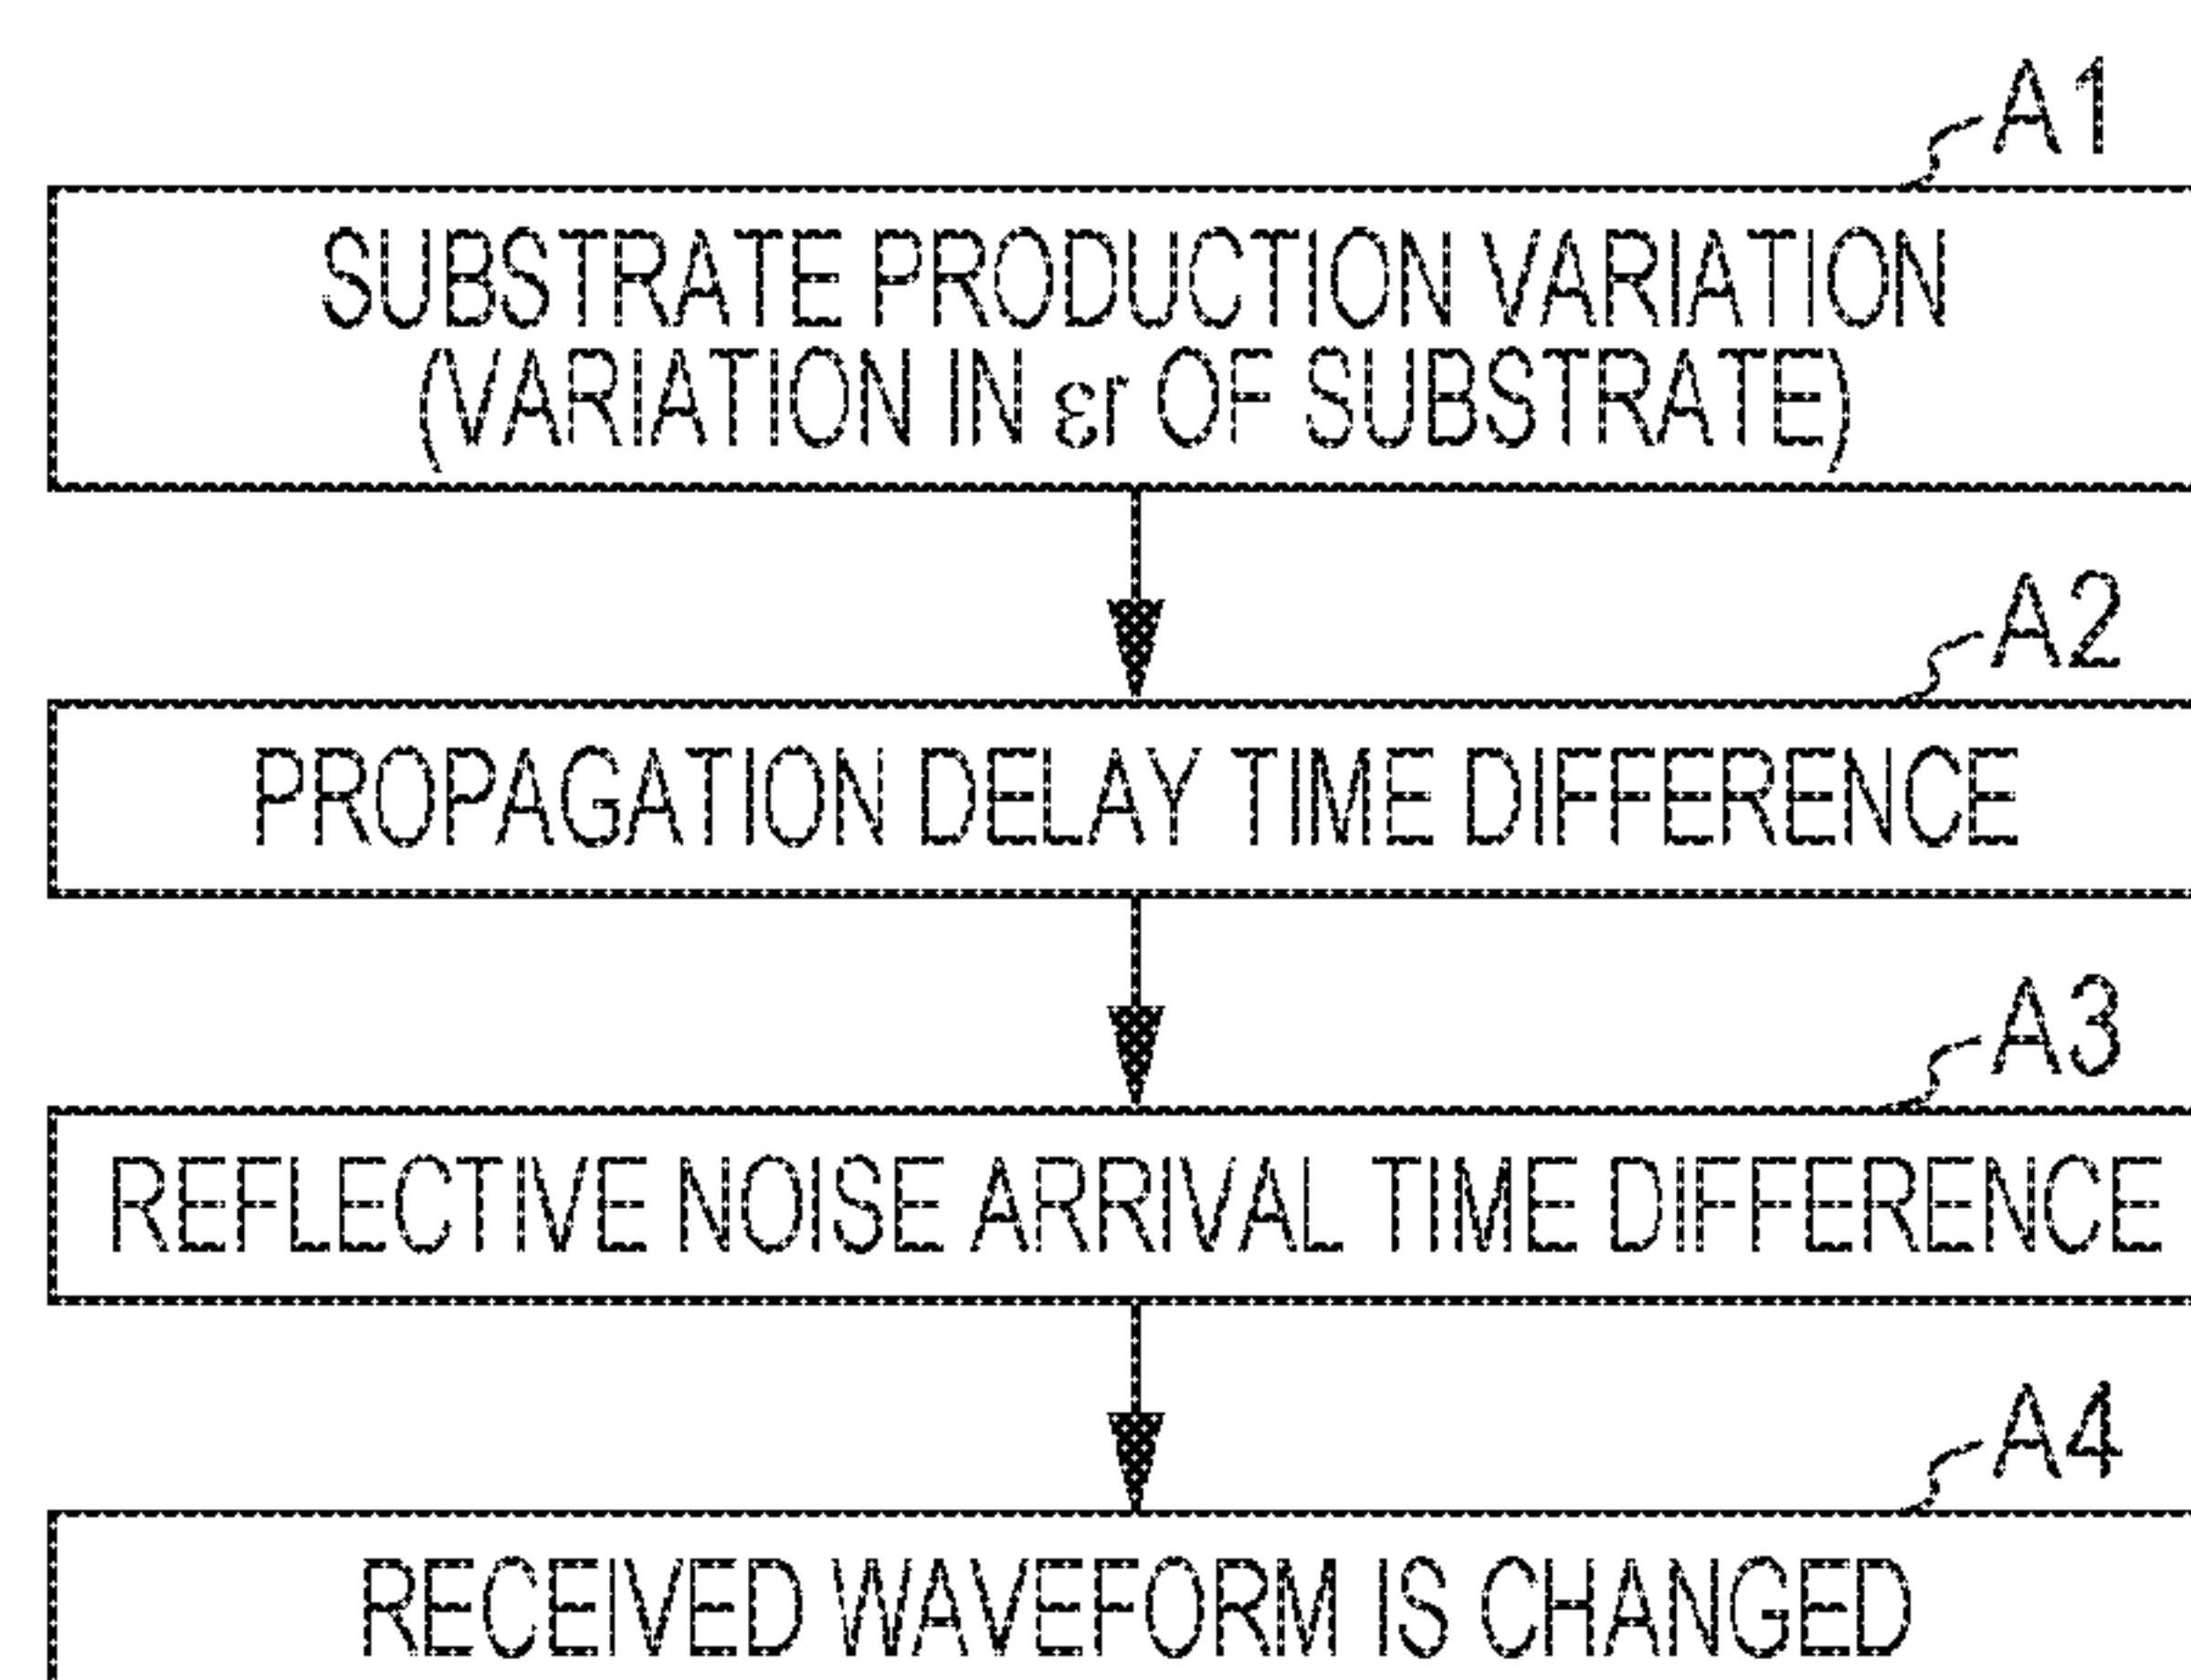 A1
SUBSTRATE PRODUCTION VARIATION
(VARIATION IN εr OF SUBSTRATE)
A2
PROPAGATION DELAY TIME DIFFERENCE
A3
REFLECTIVE NOISE ARRIVAL TIME DIFFERENCE
A4
RECEIVED WAVEFORM IS CHANGED